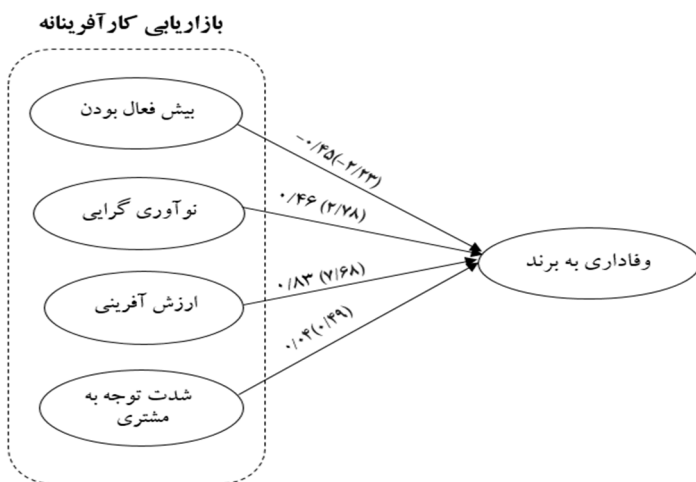 بازاریابی کارآفرینانه
بیش فعال بودن
-۰/۴۵(-۲/۲۳)
نوآوری گرایی
۰/۴۶ (۲/۷۸)
وفاداری به برند
ارزش آفرینی
۰/۸۳ (۷/۶۸)
۰/۰۴(۰/۴۹)
شدت توجه به
مشتری